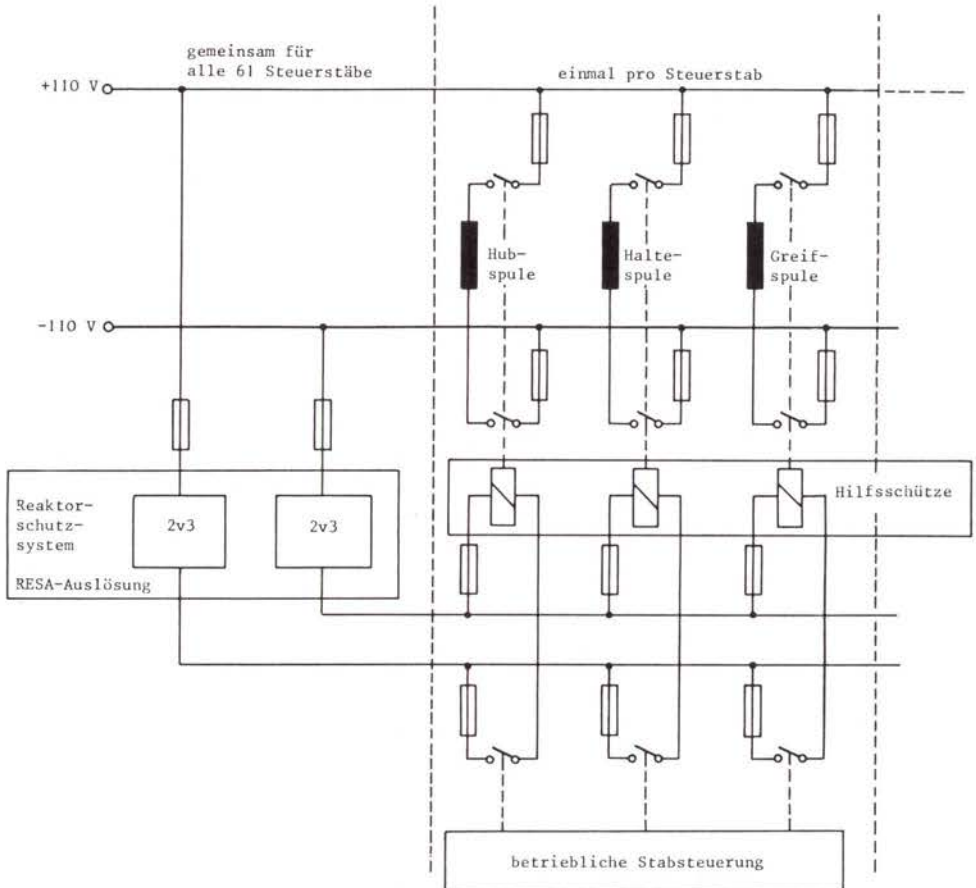 gemeinsam für
alle 61 Steuerstäbe
einmal pro Steuerstab
+110 V
Hub-
spule
Halte-
spule
Greif-
spule
-110 V
Reaktor-
schutz-
system
2v3
2v3
RESA-Auslösung
Hilfsschütze
betriebliche Stabsteuerung